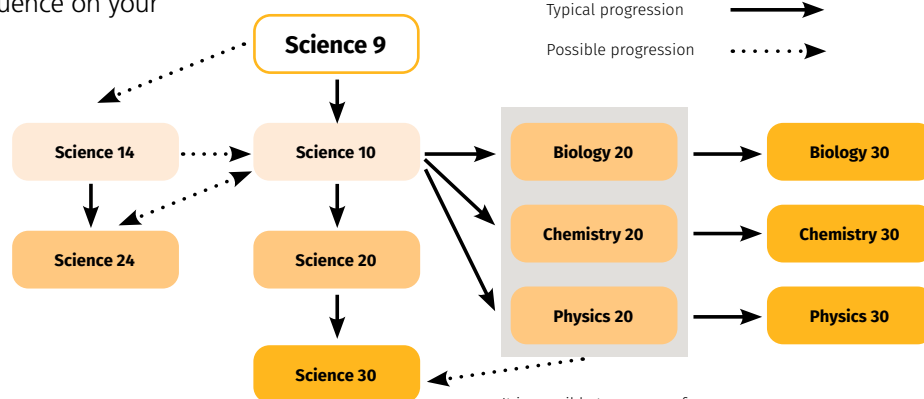 uence on your
Typical progression
Possible progression
Science 9
Science 14
Science 10
Biology 20
Biology 30
Chemistry 20
Chemistry 30
Science 24
Science 20
Physics 20
Physics 30
Science 30